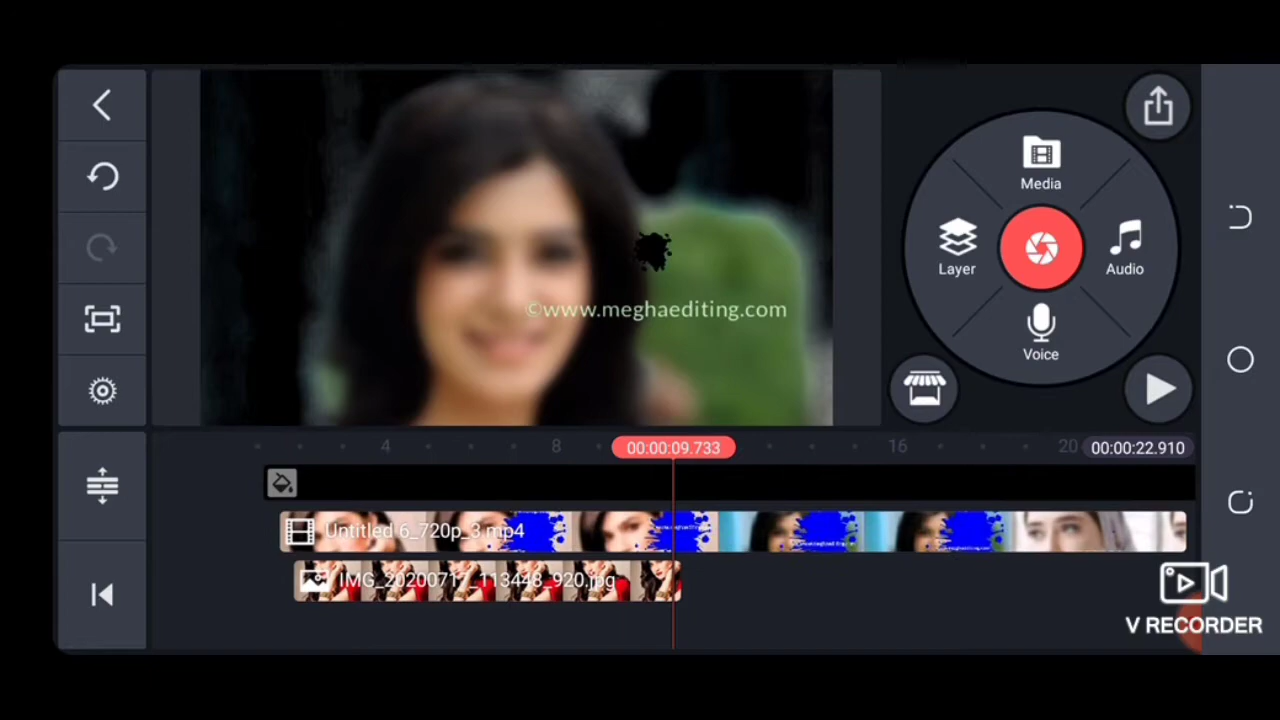 Media
Layer
Audio
©www.meghaediting.com
Voice
4
8
00:00:09.733
16
20
00:00:22.910
Untitled 6_720p_3.mp4
IMG_20200717_113448_920.jpg
V RECORDER